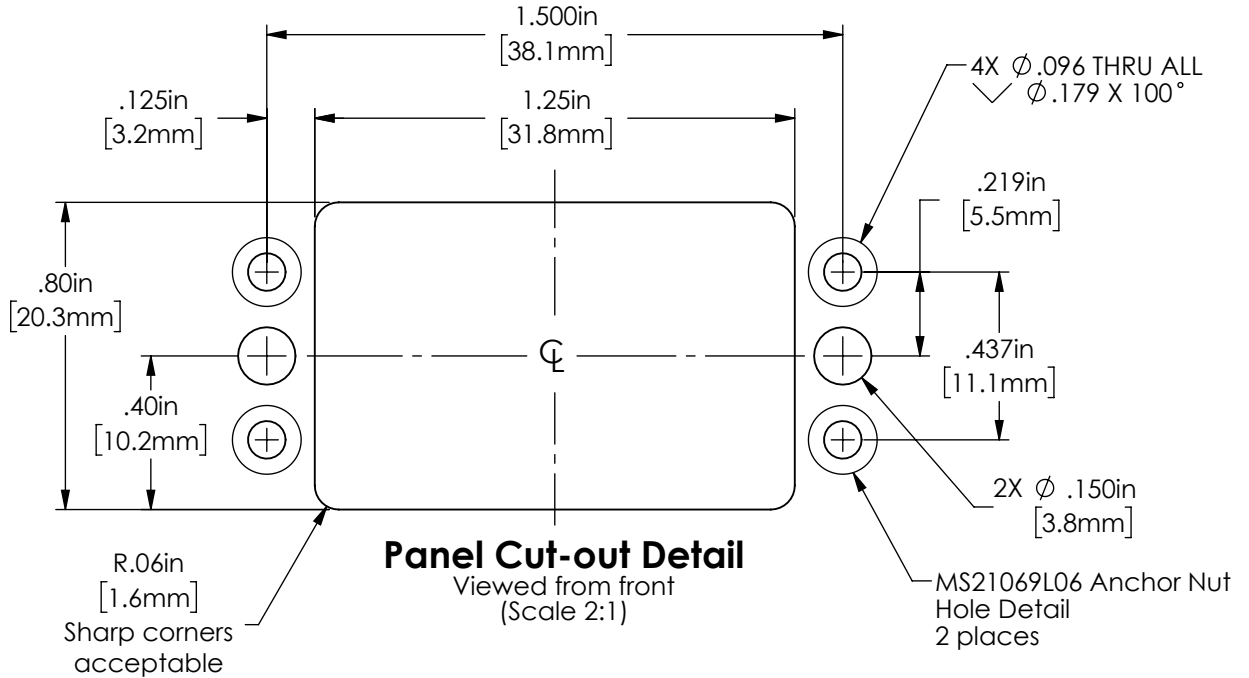 1.500in
[38.1mm]
4X Ø.096 THRU ALL
⌵ Ø.179 X 100°
.125in
[3.2mm]
1.25in
[31.8mm]
.219in
[5.5mm]
.80in
[20.3mm]
℄
.437in
[11.1mm]
.40in
[10.2mm]
2X Ø .150in
[3.8mm]
Panel Cut-out Detail
Viewed from front
(Scale 2:1)
R.06in
[1.6mm]
Sharp corners
acceptable
MS21069L06 Anchor Nut
Hole Detail
2 places